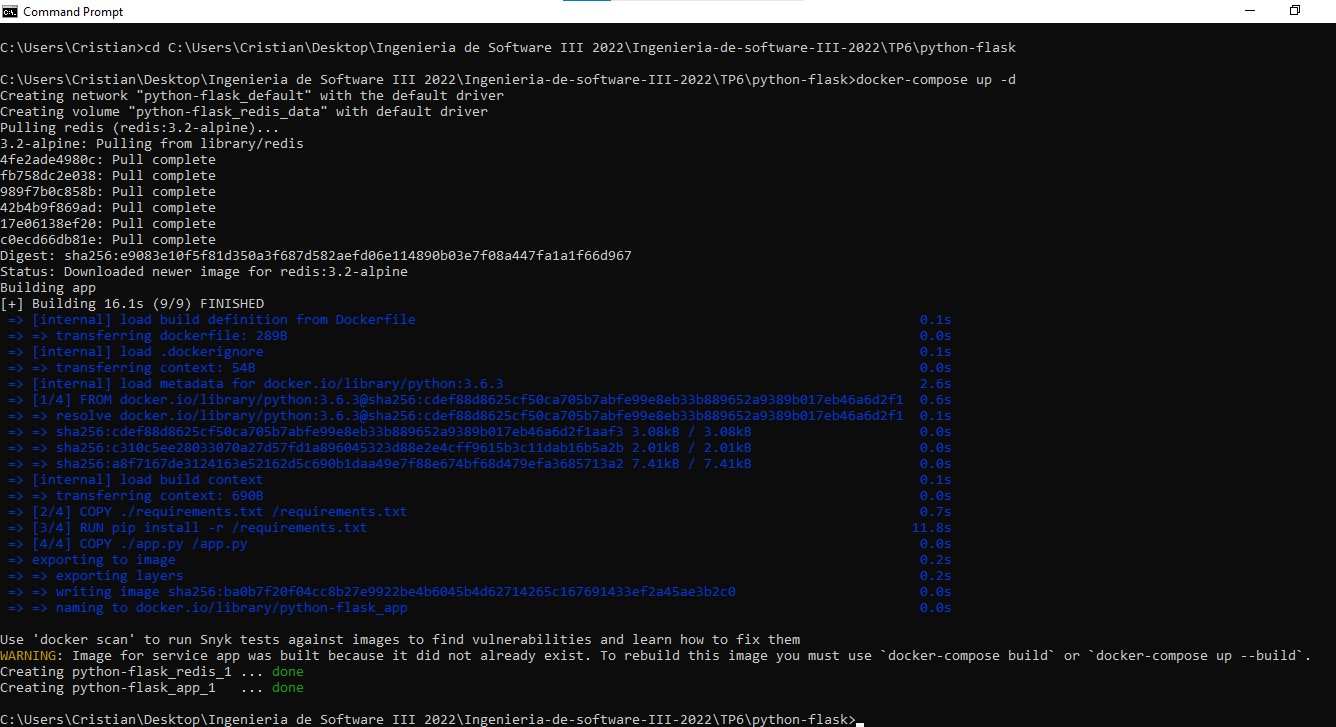 Command Prompt
C:\Users\Cristian>cd C:\Users\Cristian\Desktop\Ingenieria de Software III 2022\Ingenieria-de-software-III-2022\TP6\python-flask
C:\Users\Cristian\Desktop\Ingenieria de Software III 2022\Ingenieria-de-software-III-2022\TP6\python-flask>docker-compose up -d
Creating network "python-flask_default" with the default driver
Creating volume "python-flask_redis_data" with default driver
Pulling redis (redis:3.2-alpine)...
3.2-alpine: Pulling from library/redis
4fe2ade4980c: Pull complete
fb758dc2e038: Pull complete
989f7b0c858b: Pull complete
42b4b9f869ad: Pull complete
17e06138ef20: Pull complete
c0ecd66db81e: Pull complete
Digest: sha256:e9083e10f5f81d350a3f687d582aefd06e114890b03e7f08a447fa1a1f66d967
Status: Downloaded newer image for redis:3.2-alpine
Building app
[+] Building 16.1s (9/9) FINISHED
=> [internal] load build definition from Dockerfile 0.1s
=> => transferring dockerfile: 289B 0.0s
=> [internal] load .dockerignore 0.1s
=> => transferring context: 54B 0.0s
=> [internal] load metadata for docker.io/library/python:3.6.3 2.6s
=> [1/4] FROM docker.io/library/python:3.6.3@sha256:cdef88d8625cf50ca705b7abfe99e8eb33b889652a9389b017eb46a6d2f1 0.6s
=> => resolve docker.io/library/python:3.6.3@sha256:cdef88d8625cf50ca705b7abfe99e8eb33b889652a9389b017eb46a6d2f1 0.1s
=> => sha256:cdef88d8625cf50ca705b7abfe99e8eb33b889652a9389b017eb46a6d2f1aaf3 3.08kB / 3.08kB 0.0s
=> => sha256:c310c5ee28033070a27d57fd1a896045323d88e2e4cff9615b3c11dab16b5a2b 2.01kB / 2.01kB 0.0s
=> => sha256:a8f7167de3124163e52162d5c690b1daa49e7f88e674bf68d479efa3685713a2 7.41kB / 7.41kB 0.0s
=> [internal] load build context 0.1s
=> => transferring context: 690B 0.0s
=> [2/4] COPY ./requirements.txt /requirements.txt 0.7s
=> [3/4] RUN pip install -r /requirements.txt 11.8s
=> [4/4] COPY ./app.py /app.py 0.0s
=> exporting to image 0.2s
=> => exporting layers 0.2s
=> => writing image sha256:ba0b7f20f04cc8b27e9922be4b6045b4d62714265c167691433ef2a45ae3b2c0 0.0s
=> => naming to docker.io/library/python-flask_app 0.0s
Use 'docker scan' to run Snyk tests against images to find vulnerabilities and learn how to fix them
WARNING: Image for service app was built because it did not already exist. To rebuild this image you must use `docker-compose build` or `docker-compose up --build`.
Creating python-flask_redis_1 ... done
Creating python-flask_app_1   ... done
C:\Users\Cristian\Desktop\Ingenieria de Software III 2022\Ingenieria-de-software-III-2022\TP6\python-flask>